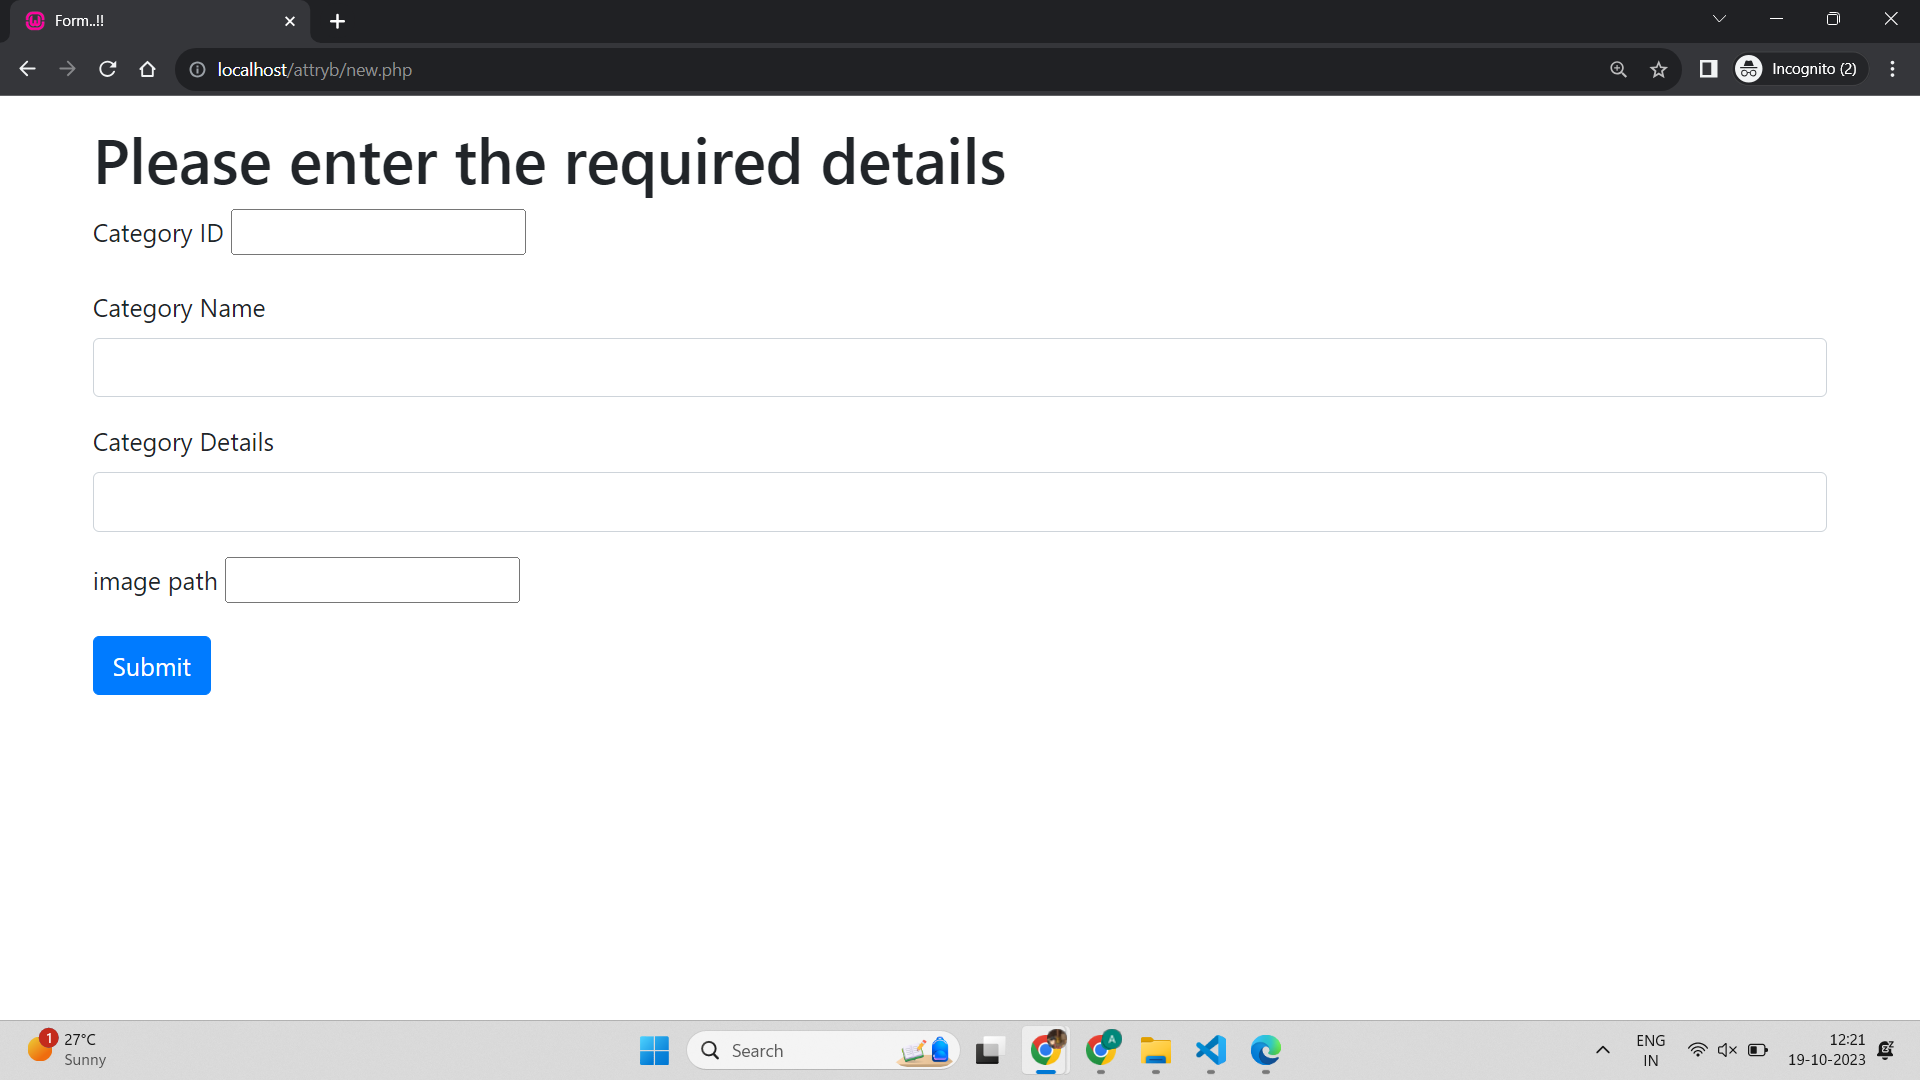 Form..!!
localhost/attryb/new.php
Incognito (2)
Please enter the required details
Category ID
Category Name
Category Details
image path
Submit
1
27°C
Sunny
Search
A
ENG
IN
12:21
19-10-2023